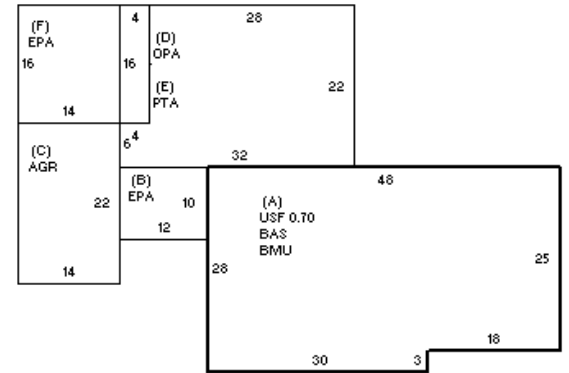 4 28
(F)
EPA
(D)
OPA
16 16
(E)
PTA
22
14
6 4
(C)
AGR
32
(B)
EPA
48
22 10
(A)
USF 0.70
BAS
BMU
12
25
14
28
18
30 3